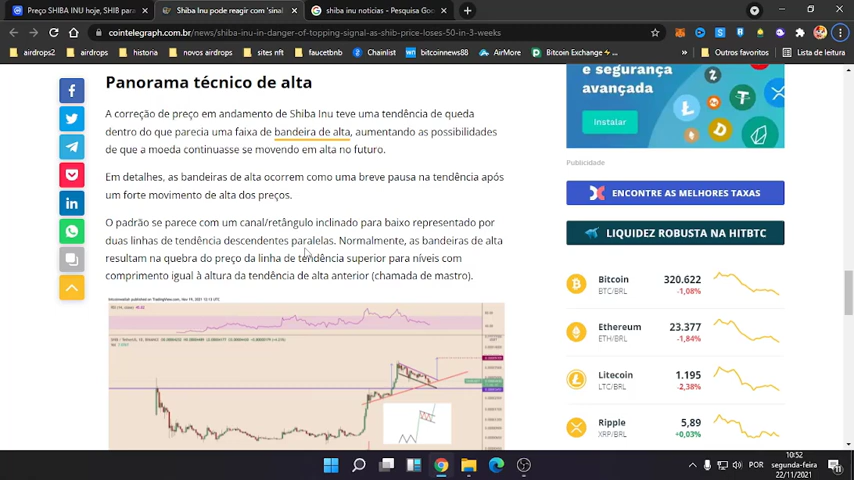 Preço SHIBA INU hoje, SHIB para
Shiba Inu pode reagir com 'sinal
shiba inu noticias - Pesquisa Goo
cointelegraph.com.br/news/shiba-inu-in-danger-of-topping-signal-as-shib-price-loses-50-in-3-weeks
airdrops2
airdrops
historia
novos airdrops
sites nft
faucetbnb
Chainlist
bitcoinnews88
AirMore
Bitcoin Exchange -...
Outros favoritos
Lista de leitura
Panorama técnico de alta
A correção de preço em andamento de Shiba Inu teve uma tendência de queda
dentro do que parecia uma faixa de bandeira de alta, aumentando as possibilidades
de que a moeda continuasse se movendo em alta no futuro.
Em detalhes, as bandeiras de alta ocorrem como uma breve pausa na tendência após
um forte movimento de alta dos preços.
O padrão se parece com um canal/retângulo inclinado para baixo representado por
duas linhas de tendência descendentes paralelas. Normalmente, as bandeiras de alta
resultam na quebra do preço da linha de tendência superior para níveis com
comprimento igual à altura da tendência de alta anterior (chamada de mastro).
e segurança
avançada
instalar
Publicidade
ENCONTRE AS MELHORES TAXAS
LIQUIDEZ ROBUSTA NA HITBTC
Bitcoin 320.622
BTC/BRL -1,08%
Ethereum 23.377
ETH/BRL -1,84%
Litecoin 1.195
LTC/BRL -2,38%
Ripple 5,89
XRP/BRL +0,03%
POR
10:52
segunda-feira
22/11/2021